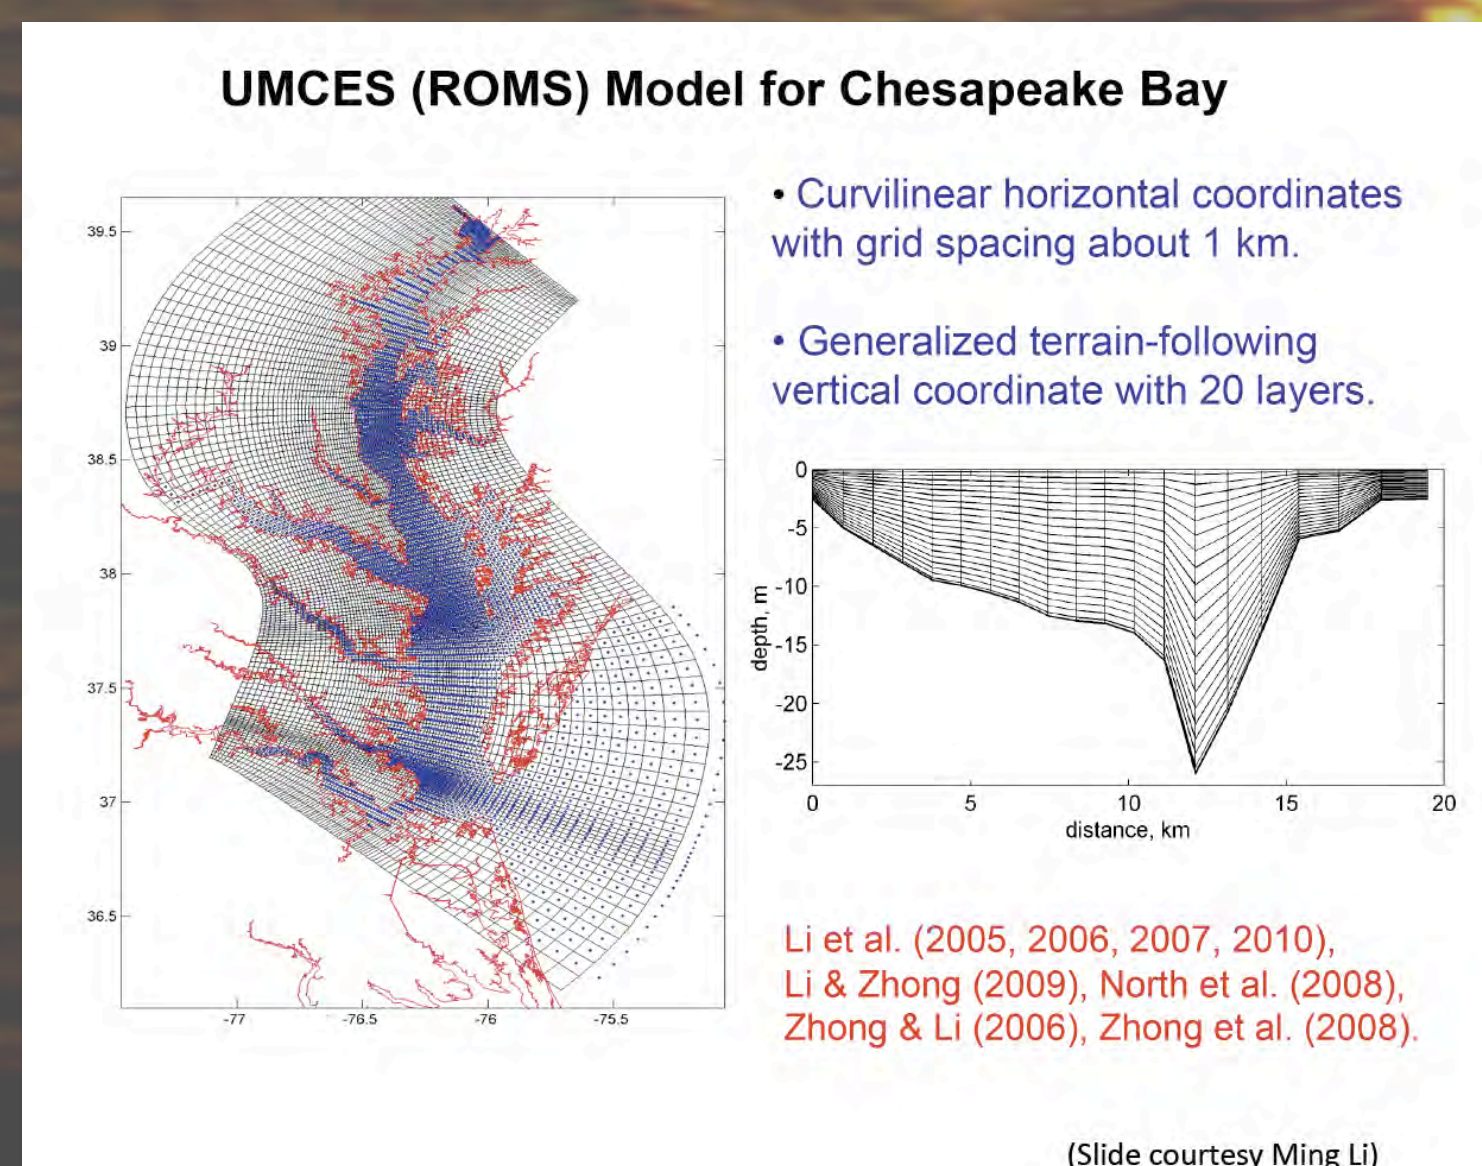 UMCES (ROMS) Model for Chesapeake Bay
• Curvilinear horizontal coordinates
with grid spacing about 1 km.
• Generalized terrain-following
vertical coordinate with 20 layers.
39.5
39
38.5
38
37.5
37
36.5
-77
-76.5
-76
-75.5
0
-5
-10
-15
-20
-25
depth, m
0
5
10
15
20
distance, km
Li et al. (2005, 2006, 2007, 2010),
Li & Zhong (2009), North et al. (2008),
Zhong & Li (2006), Zhong et al. (2008).
(Slide courtesy Ming Li)